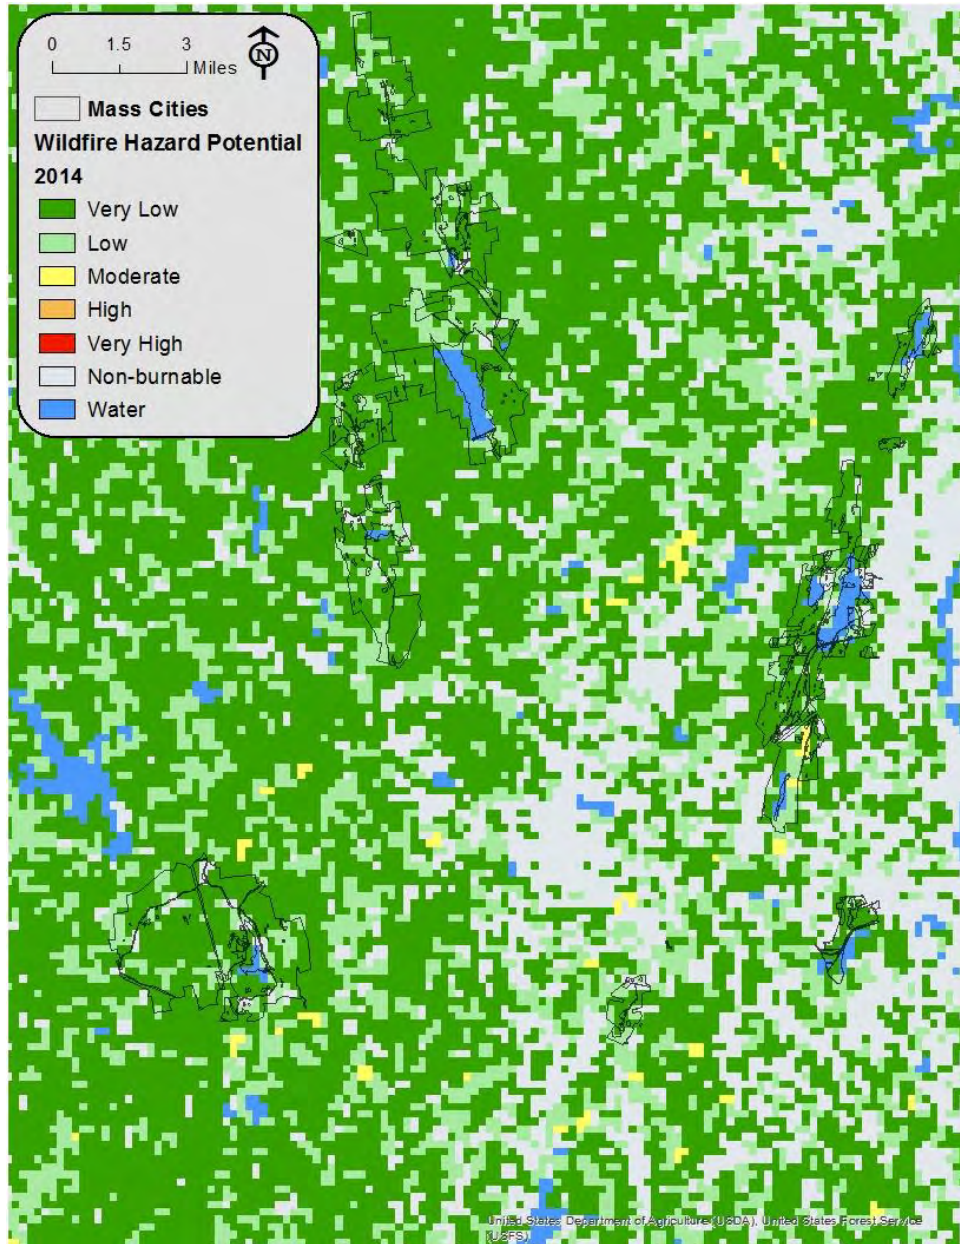 0 1.5 3
Miles
N
Mass Cities
Wildfire Hazard Potential
2014
Very Low
Low
Moderate
High
Very High
Non-burnable
Water
United States Department of Agriculture (USDA), United States Forest Service
(USFS)